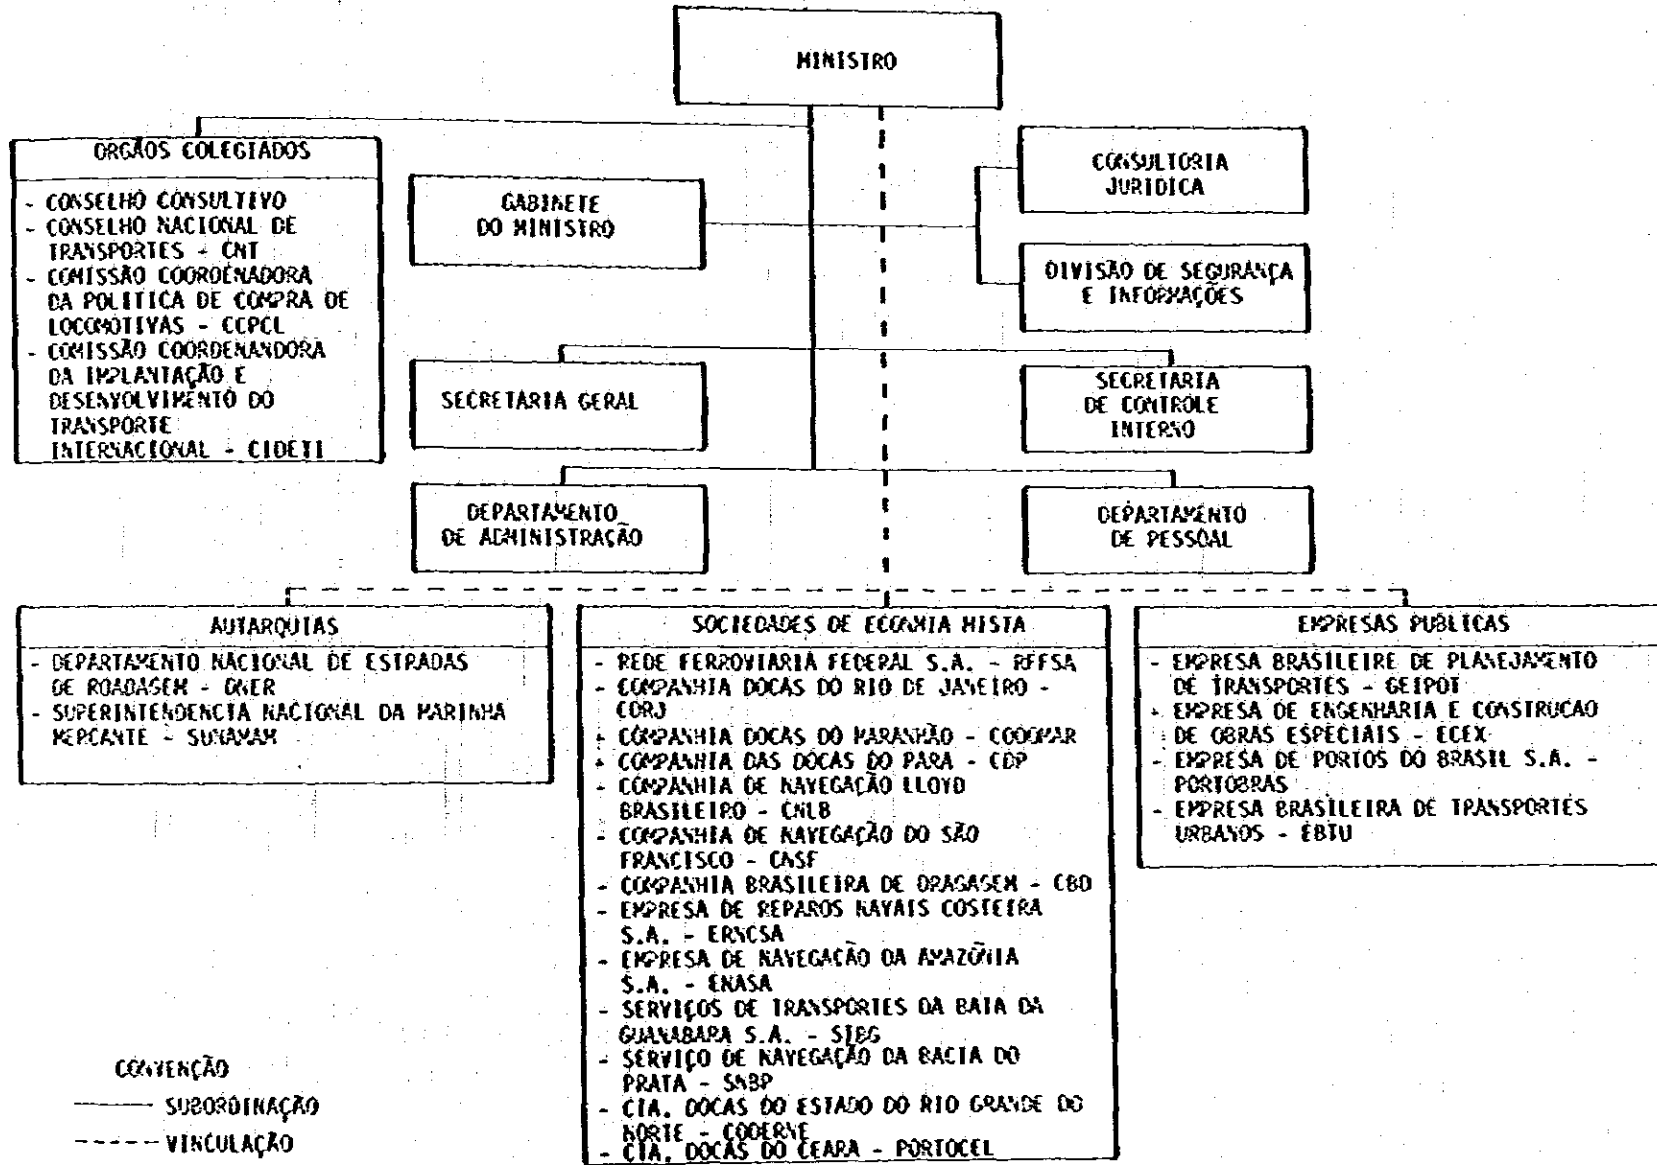 MINISTRO
ORGÃOS COLEGIADOS
- CONSELHO CONSULTIVO
- CONSELHO NACIONAL DE
TRANSPORTES - CNT
- COMISSÃO COORDENADORA
DA POLITICA DE COMPRA DE
LOCOMOTIVAS - CCPCL
- COMISSÃO COORDENANDORA
DA IMPLANTAÇÃO E
DESENVOLVIMENTO DO
TRANSPORTE
INTERNACIONAL - CIDETI
GABINETE
DO MINISTRO
CONSULTORIA
JURIDICA
DIVISÃO DE SEGURANÇA
E INFORMAÇÕES
SECRETARIA GERAL
SECRETARIA
DE CONTROLE
INTERNO
DEPARTAMENTO
DE ADMINISTRAÇÃO
DEPARTAMENTO
DE PESSOAL
AUTARQUIAS
- DEPARTAMENTO NACIONAL DE ESTRADAS
DE ROADAGEM - DNER
- SUPERINTENDENCIA NACIONAL DA MARINHA
MERCANTE - SUNAMAM
SOCIEDADES DE ECONMIA MISTA
- REDE FERROVIARIA FEDERAL S.A. - RFFSA
- COMPANHIA DOCAS DO RIO DE JANEIRO -
CDRJ
- COMPANHIA DOCAS DO MARANHÃO - CODOMAR
- COMPANHIA DAS DOCAS DO PARA - CDP
- COMPANHIA DE NAVEGAÇÃO LLOYD
BRASILEIRO - CNLB
- COMPANHIA DE NAVEGAÇÃO DO SÃO
FRANCISCO - CNSF
- COMPANHIA BRASILEIRA DE DRAGAGEM - CBD
- EMPRESA DE REPAROS NAVAIS COSTEIRA
S.A. - ERNCSA
- EMPRESA DE NAVEGACÃO DA AMAZÕNIA
S.A. - ENASA
- SERVIÇOS DE TRANSPORTES DA BAIA DA
GUANABARA S.A. - STBG
- SERVIÇO DE NAVEGAÇÃO DA BACIA DO
PRATA - SNBP
- CIA. DOCAS DO ESTADO DO RIO GRANDE DO
NORTE - CODERNE
- CIA. DOCAS DO CEARA - PORTOCEL
EMPRESAS PUBLICAS
- EMPRESA BRASILEIRE DE PLANEJAMENTO
DE TRANSPORTES - GEIPOT
- EMPRESA DE ENGENHARIA E CONSTRUCAO
DE OBRAS ESPECIAIS - ECEX
- EMPRESA DE PORTOS DO BRASIL S.A. -
PORTOBRAS
- EMPRESA BRASILEIRA DE TRANSPORTES
URBANOS - EBTU
CONVENÇÃO
SUBORDINAÇÃO
VINCULAÇÃO